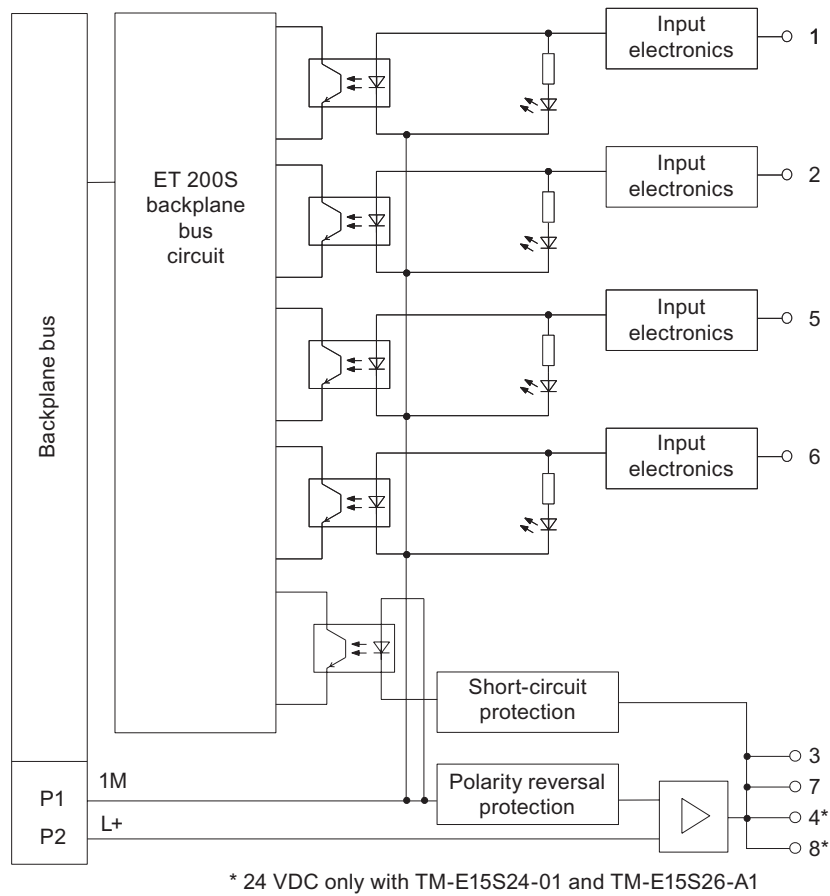 Input
electronics
1
Input
electronics
2
ET 200S
backplane
bus
circuit
Input
electronics
5
Backplane bus
Input
electronics
6
Short-circuit
protection
3
1M
Polarity reversal
protection
7
P1
4*
L+
P2
8*
* 24 VDC only with TM-E15S24-01 and TM-E15S26-A1